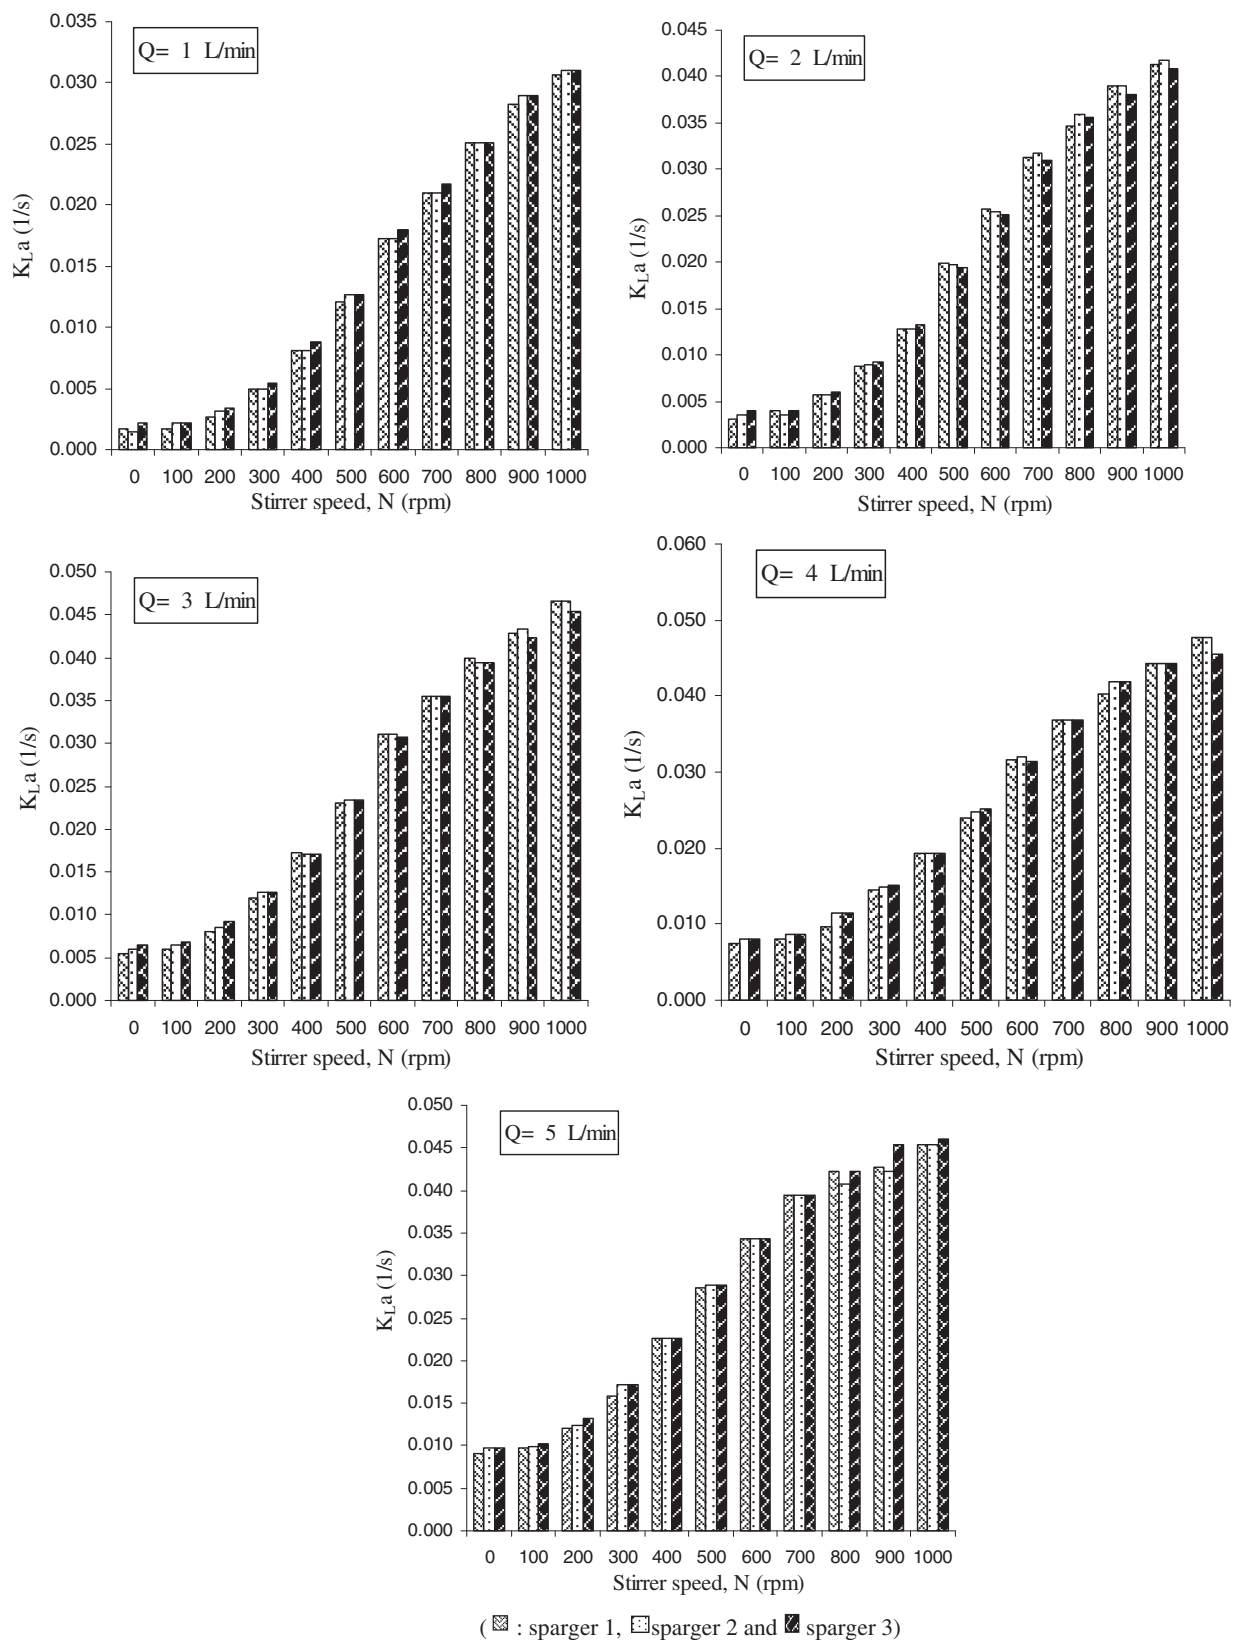 Q= 1 L/min
0.035
0.030
0.025
0.020
0.015
0.010
0.005
0.000
KLa (1/s)
0 100 200 300 400 500 600 700 800 900 1000
Stirrer speed, N (rpm)
Q= 2 L/min
0.045
0.040
0.035
0.030
0.025
0.020
0.015
0.010
0.005
0.000
KLa (1/s)
0 100 200 300 400 500 600 700 800 900 1000
Stirrer speed, N (rpm)
Q= 3 L/min
0.050
0.045
0.040
0.035
0.030
0.025
0.020
0.015
0.010
0.005
0.000
KLa (1/s)
0 100 200 300 400 500 600 700 800 900 1000
Stirrer speed, N (rpm)
Q= 4 L/min
0.060
0.050
0.040
0.030
0.020
0.010
0.000
KLa (1/s)
0 100 200 300 400 500 600 700 800 900 1000
Stirrer speed, N (rpm)
Q= 5 L/min
0.050
0.045
0.040
0.035
0.030
0.025
0.020
0.015
0.010
0.005
0.000
KLa (1/s)
0 100 200 300 400 500 600 700 800 900 1000
Stirrer speed, N (rpm)
( : sparger 1, sparger 2 and sparger 3)